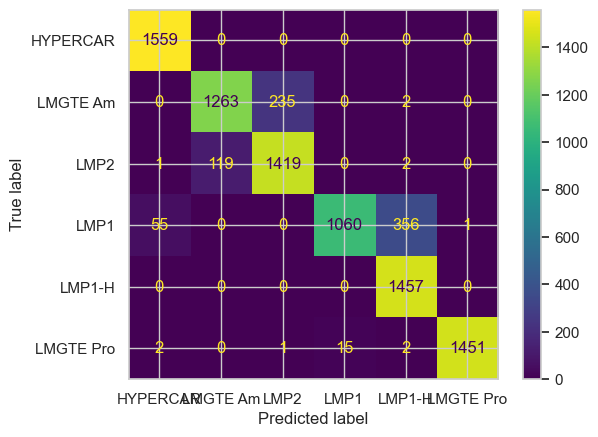 HYPERCAR 1559 0 0 0 0 0
LMGTE Am 0 1263 235 0 2 0
LMP2 1 119 1419 0 2 0
LMP1 55 0 0 1060 356 1
LMP1-H 0 0 0 0 1457 0
LMGTE Pro 2 0 1 15 2 1451
HYPERCAR LMGTE Am LMP2 LMP1 LMP1-H LMGTE Pro
Predicted label
True label
1400
1200
1000
800
600
400
200
0